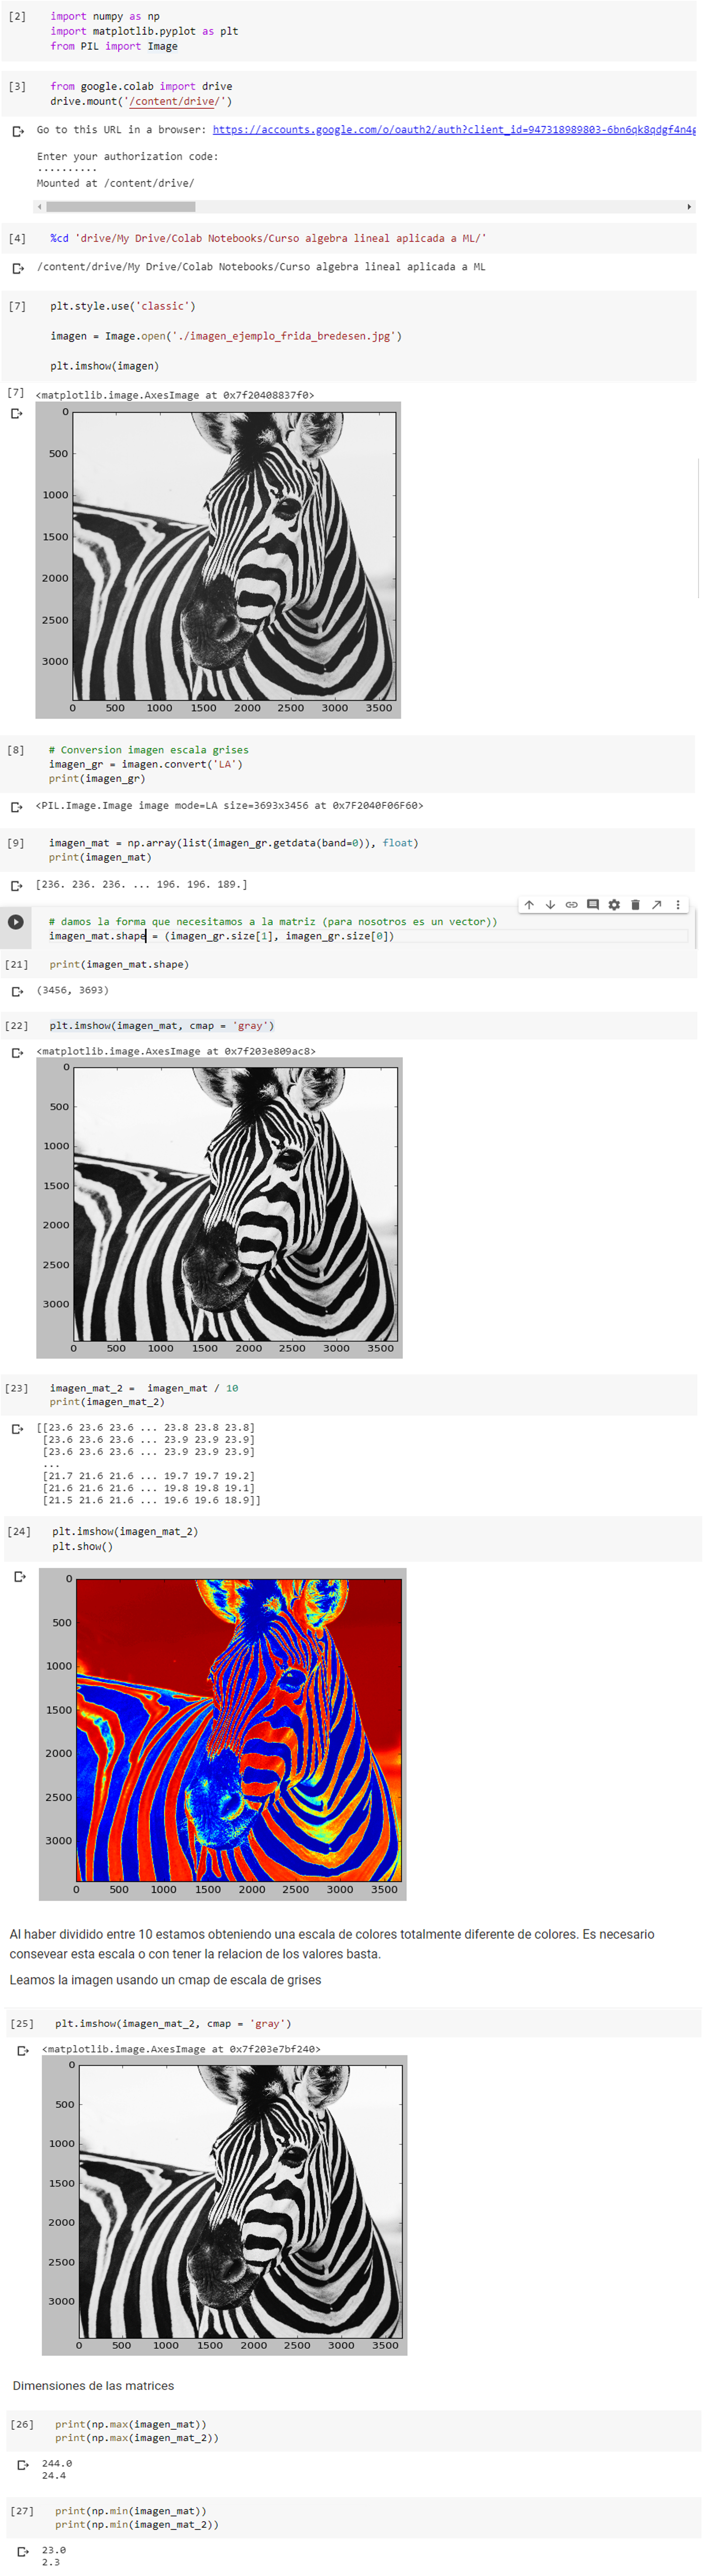 [2] import numpy as np
import matplotlib.pyplot as plt
from PIL import Image
[3] from google.colab import drive
drive.mount('/content/drive/')
Go to this URL in a browser: https://accounts.google.com/o/oauth2/auth?client_id=947318989803-6bn6qk8qdgf4n4g
Enter your authorization code:
··········
Mounted at /content/drive/
[4] %cd 'drive/My Drive/Colab Notebooks/Curso algebra lineal aplicada a ML/'
/content/drive/My Drive/Colab Notebooks/Curso algebra lineal aplicada a ML
[7] plt.style.use('classic')
imagen = Image.open('./imagen_ejemplo_frida_bredesen.jpg')
plt.imshow(imagen)
[7] <matplotlib.image.AxesImage at 0x7f20408837f0>
0
500
1000
1500
2000
2500
3000
0 500 1000 1500 2000 2500 3000 3500
[8] # Conversion imagen escala grises
imagen_gr = imagen.convert('LA')
print(imagen_gr)
<PIL.Image.Image image mode=LA size=3693x3456 at 0x7F2040F06F60>
[9] imagen_mat = np.array(list(imagen_gr.getdata(band=0)), float)
print(imagen_mat)
[236. 236. 236. ... 196. 196. 189.]
# damos la forma que necesitamos a la matriz (para nosotros es un vector))
imagen_mat.shape = (imagen_gr.size[1], imagen_gr.size[0])
[21] print(imagen_mat.shape)
(3456, 3693)
[22] plt.imshow(imagen_mat, cmap = 'gray')
<matplotlib.image.AxesImage at 0x7f203e809ac8>
0
500
1000
1500
2000
2500
3000
0 500 1000 1500 2000 2500 3000 3500
[23] imagen_mat_2 =  imagen_mat / 10
print(imagen_mat_2)
[[23.6 23.6 23.6 ... 23.8 23.8 23.8]
[23.6 23.6 23.6 ... 23.9 23.9 23.9]
[23.6 23.6 23.6 ... 23.9 23.9 23.9]
...
[21.7 21.6 21.6 ... 19.7 19.7 19.2]
[21.6 21.6 21.6 ... 19.8 19.8 19.1]
[21.5 21.6 21.6 ... 19.6 19.6 18.9]]
[24] plt.imshow(imagen_mat_2)
plt.show()
0
500
1000
1500
2000
2500
3000
0 500 1000 1500 2000 2500 3000 3500
Al haber dividido entre 10 estamos obteniendo una escala de colores totalmente diferente de colores. Es necesario
consevear esta escala o con tener la relacion de los valores basta.
Leamos la imagen usando un cmap de escala de grises
[25] plt.imshow(imagen_mat_2, cmap = 'gray')
<matplotlib.image.AxesImage at 0x7f203e7bf240>
0
500
1000
1500
2000
2500
3000
0 500 1000 1500 2000 2500 3000 3500
Dimensiones de las matrices
[26] print(np.max(imagen_mat))
print(np.max(imagen_mat_2))
244.0
24.4
[27] print(np.min(imagen_mat))
print(np.min(imagen_mat_2))
23.0
2.3